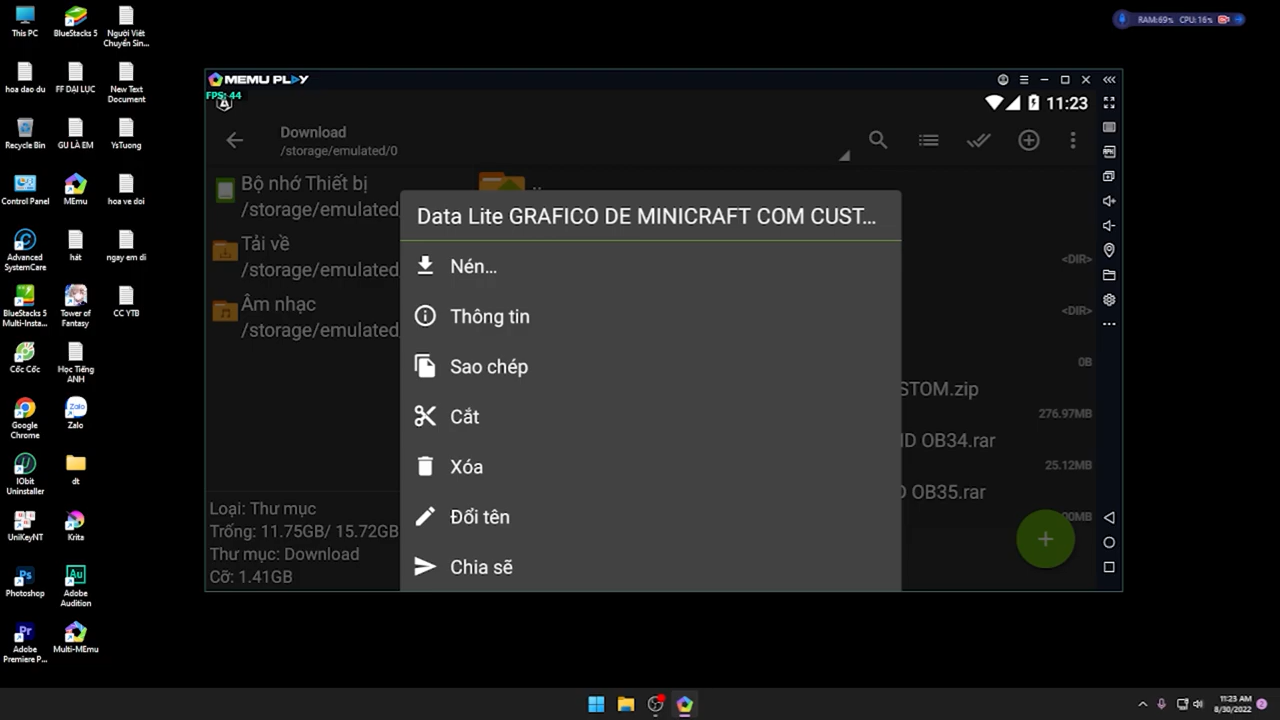 This PC
BlueStacks 5
Người Viết
Chuyển Sin...
hoa dao du
FF ĐẠI LỤC
New Text
Document
Recycle Bin
GU LÀ EM
YsTuong
Control Panel
MEmu
hoa ve doi
Advanced
SystemCare
hát
ngay em di
BlueStacks 5
Multi-Insta...
Tower of
Fantasy
CC YTB
Cốc Cốc
Học Tiếng
ANH
Google
Chrome
Zalo
IObit
Uninstaller
dt
UniKeyNT
Krita
Photoshop
Adobe
Audition
Adobe
Premiere P...
Multi-MEmu
RAM:69% CPU:16%
MEMU PLAY
FPS: 44
11:23
Download
/storage/emulated/0
Bộ nhớ Thiết bị
/storage/emulated
Tải về
/storage/emulated
Âm nhạc
/storage/emulated
Loại: Thư mục
Trống: 11.75GB/ 15.72GB
Thư mục: Download
Cỡ: 1.41GB
..
<DIR>
<DIR>
0B
STOM.zip
276.97MB
D OB34.rar
25.12MB
OB35.rar
Data Lite GRAFICO DE MINICRAFT COM CUST...
Nén...
Thông tin
Sao chép
Cắt
Xóa
Đổi tên
Chia sẽ
11:23 AM
8/30/2022
2